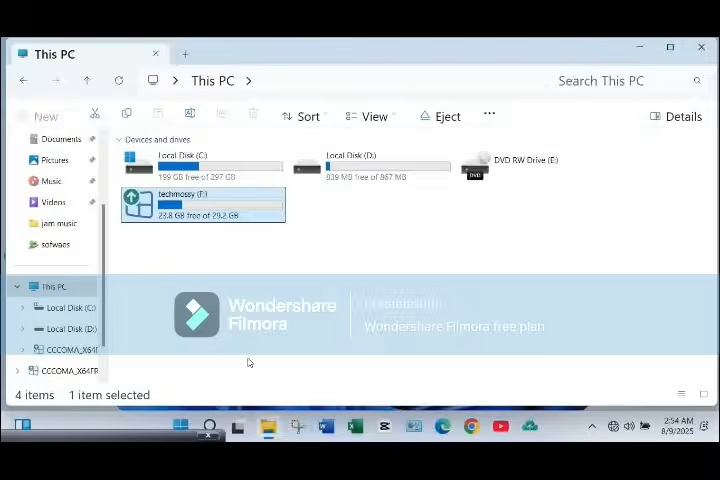 This PC
This PC
Search This PC
New
Sort
View
Eject
Details
Documents
Pictures
Music
Videos
jam music
sofwaes
This PC
Local Disk (C:)
Local Disk (D:)
CCCOMA_X64FR
CCCOMA_X64FR
Devices and drives
Local Disk (C:)
199 GB free of 297 GB
Local Disk (D:)
839 MB free of 867 MB
DVD
DVD RW Drive (E:)
techmossy (F:)
23.8 GB free of 29.2 GB
Wondershare
Filmora
Wondershare Filmora free plan
4 items
1 item selected
2:54 AM
8/9/2025